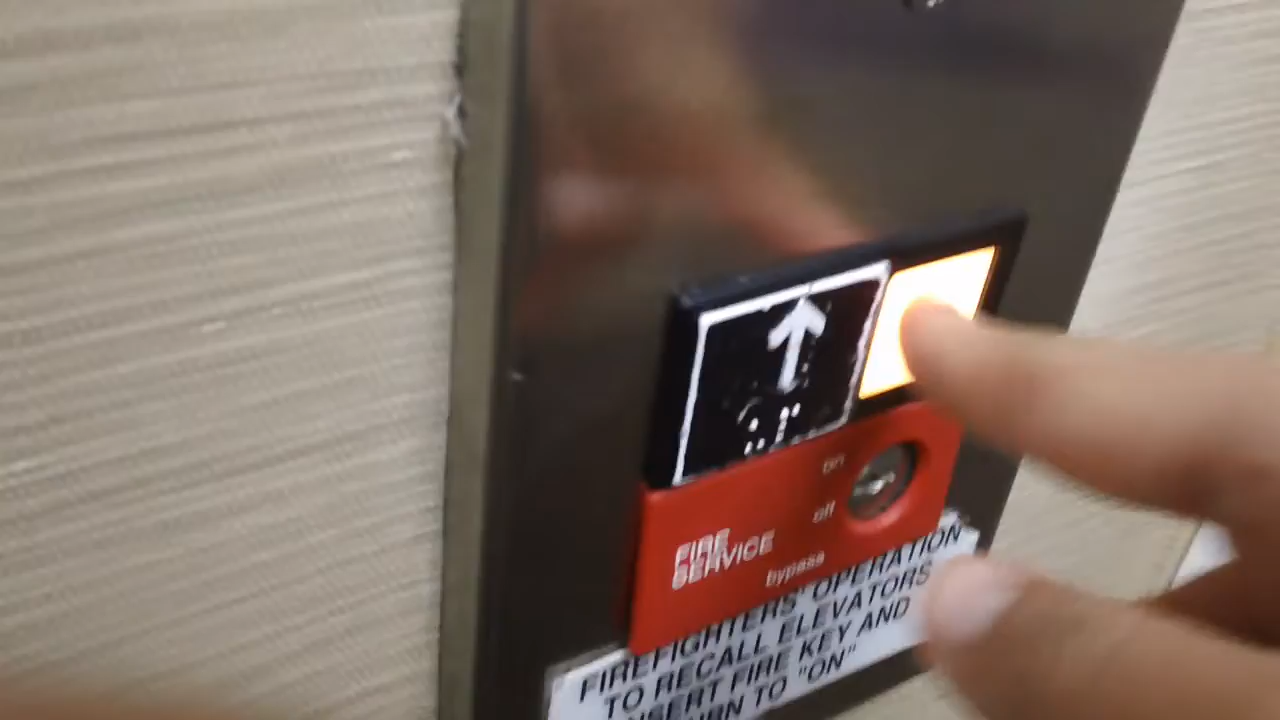 on
off
bypass
FIRE
SERVICE
FIREFIGHTERS' OPERATION
TO RECALL ELEVATORS
INSERT FIRE KEY AND
TURN TO "ON"